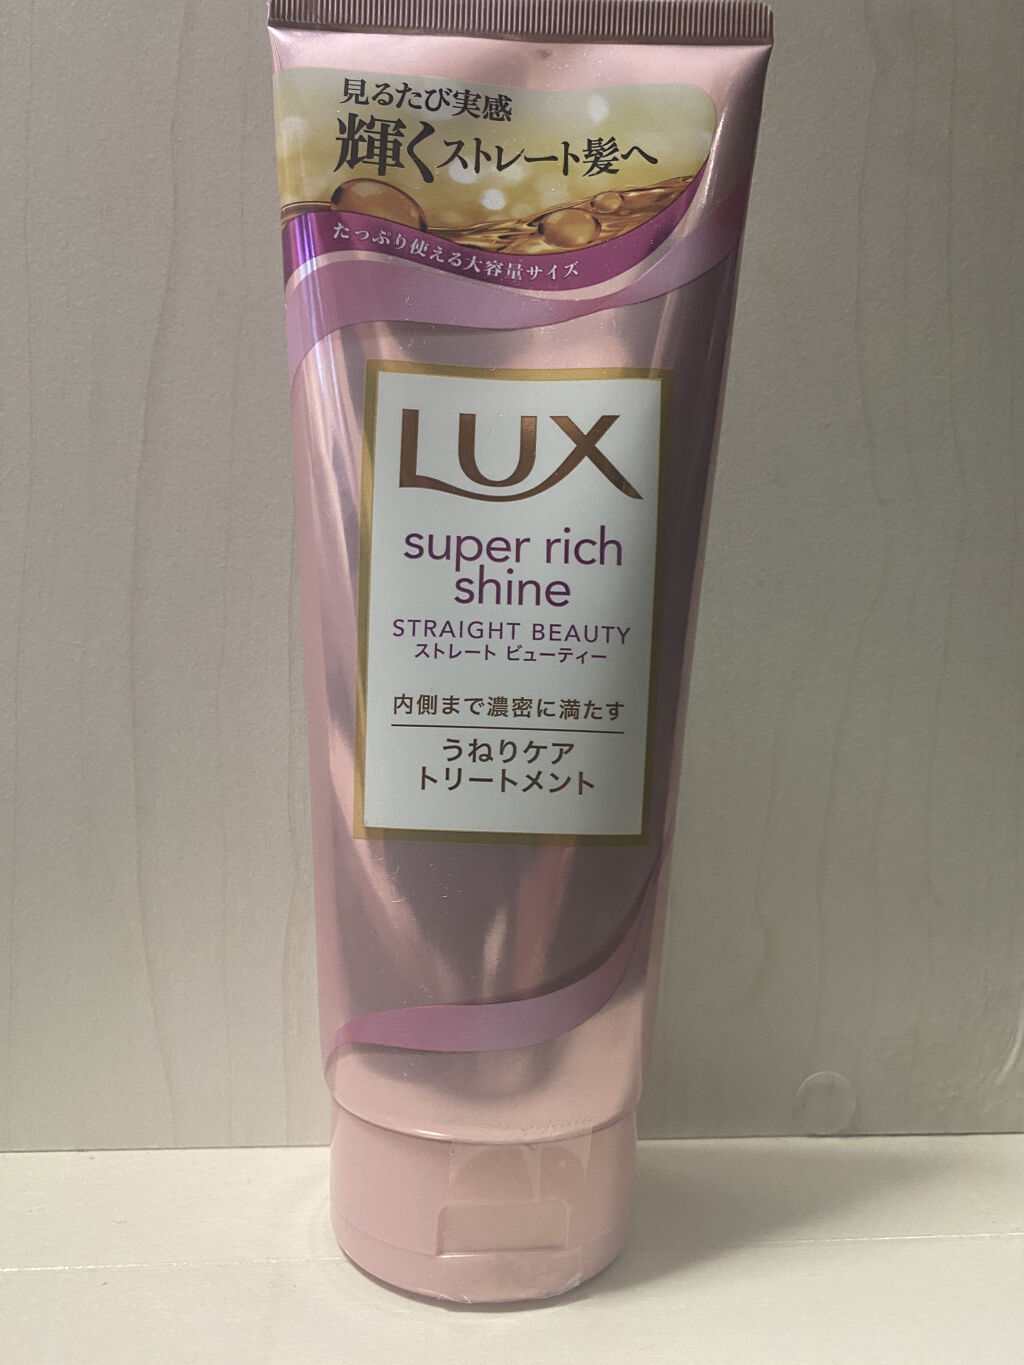 見るたび実感
輝くストレート髪へ
たっぷり使える大容量サイズ
LUX
super rich
shine
STRAIGHT BEAUTY
ストレート ビューティー
内側まで濃密に満たす
うねりケア
トリートメント